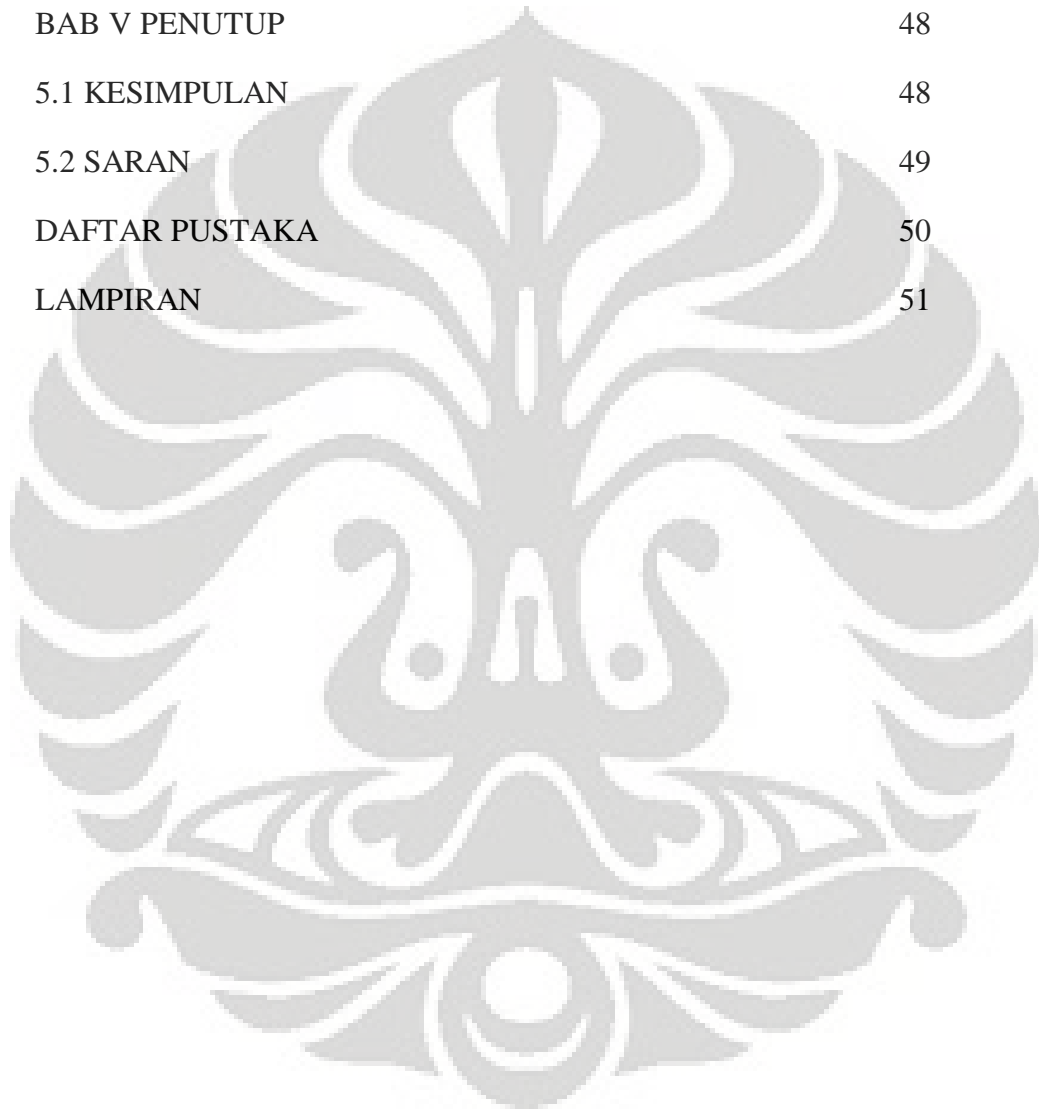 BAB V PENUTUP 48
5.1 KESIMPULAN 48
5.2 SARAN 49
DAFTAR PUSTAKA 50
LAMPIRAN 51